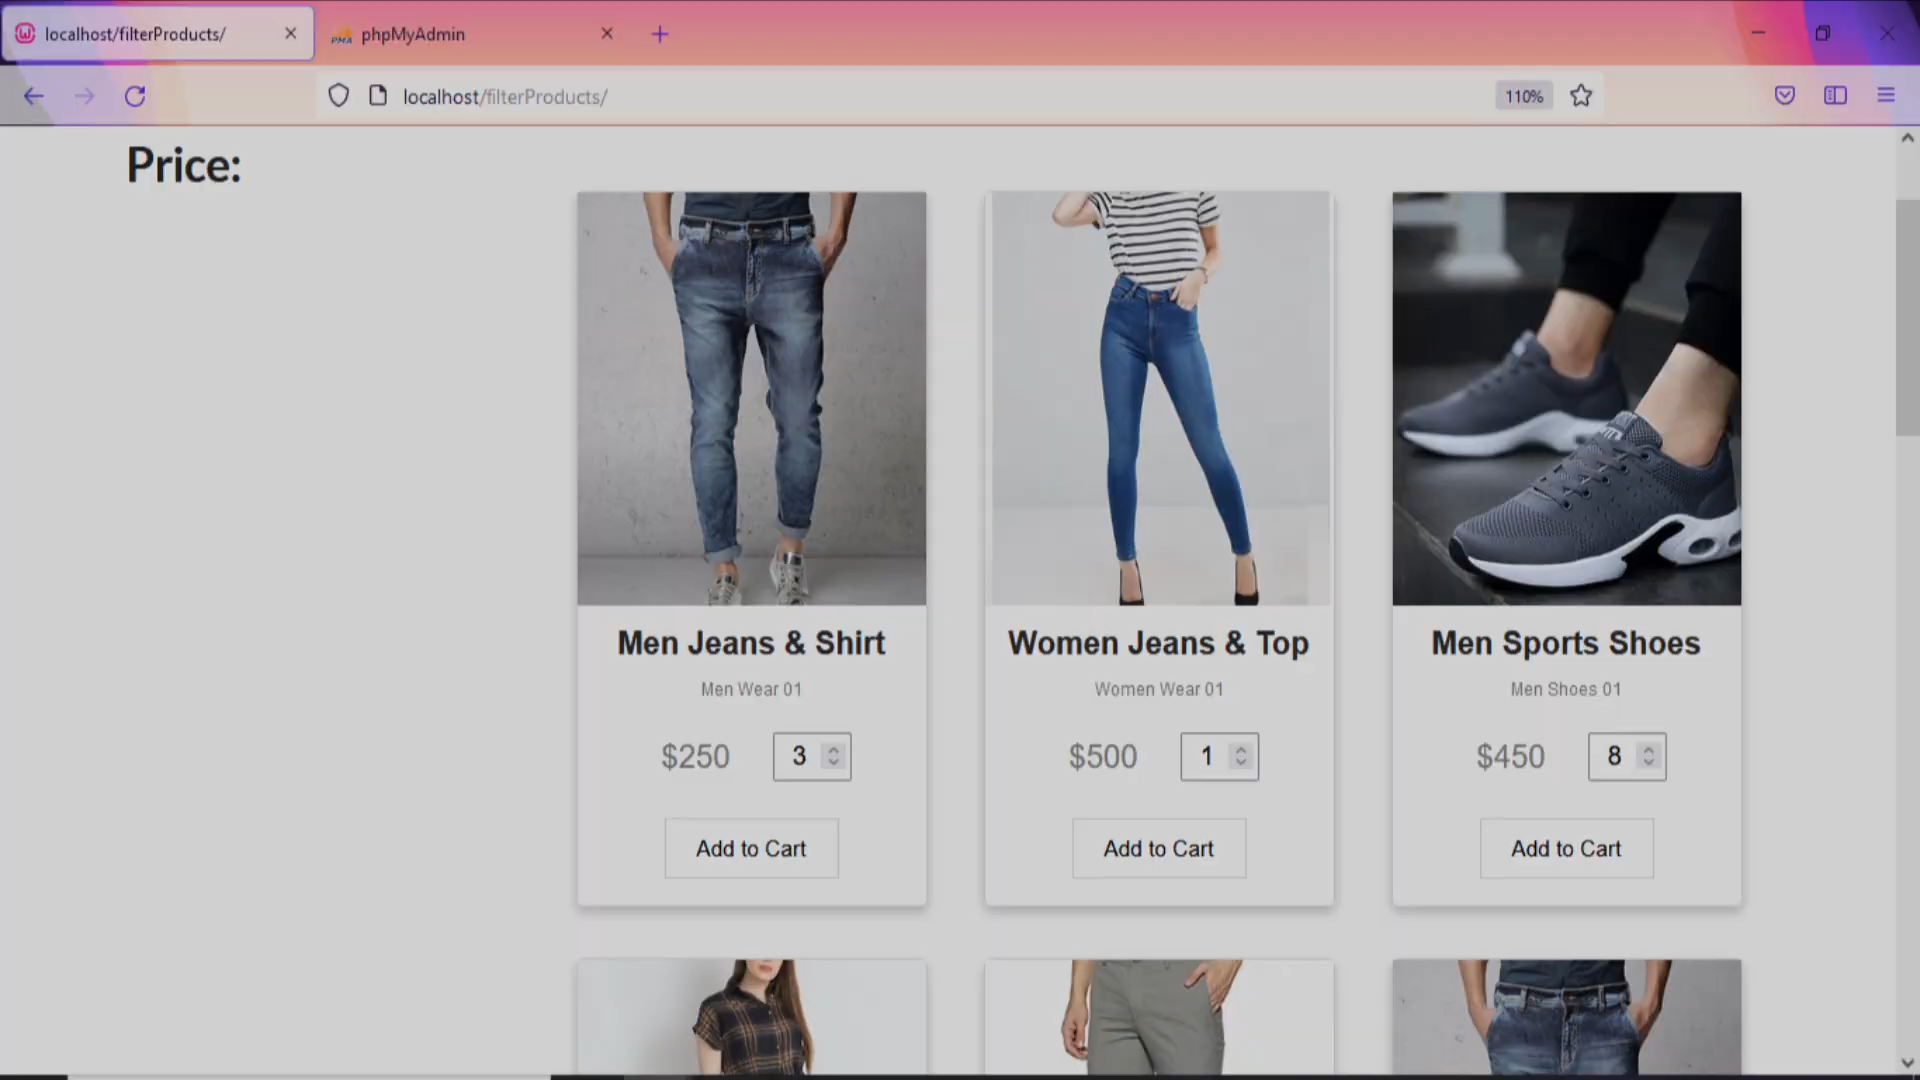 localhost/filterProducts/
PMA phpMyAdmin
localhost/filterProducts/
110%
Price:
Men Jeans & Shirt
Men Wear 01
$250 3
Add to Cart
Women Jeans & Top
Women Wear 01
$500 1
Add to Cart
Men Sports Shoes
Men Shoes 01
$450 8
Add to Cart